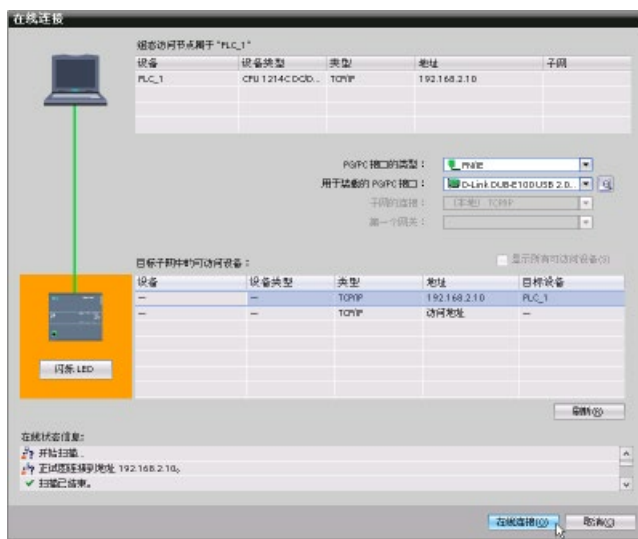 在线连接
组态访问节点属于 "PLC_1"
设备 设备类型 类型 地址 子网
PLC_1 CPU 1214C DC/D... TCP/IP 192.168.2.10
PG/PC 接口的类型: PN/IE
用于装载的 PG/PC 接口: D-Link DUB-E100 USB 2.0...
子网的连接: (本地) TCP/IP
第一个网关:
目标子网中的可访问设备: 显示所有可访问设备(S)
设备 设备类型 类型 地址 目标设备
— — TCP/IP 192.168.2.10 PLC_1
— — TCP/IP 访问地址 —
闪烁 LED
刷新(R)
在线状态信息:
开始扫描...
正试图连接到地址 192.168.2.10。
扫描已结束。
在线连接(O) 取消(C)